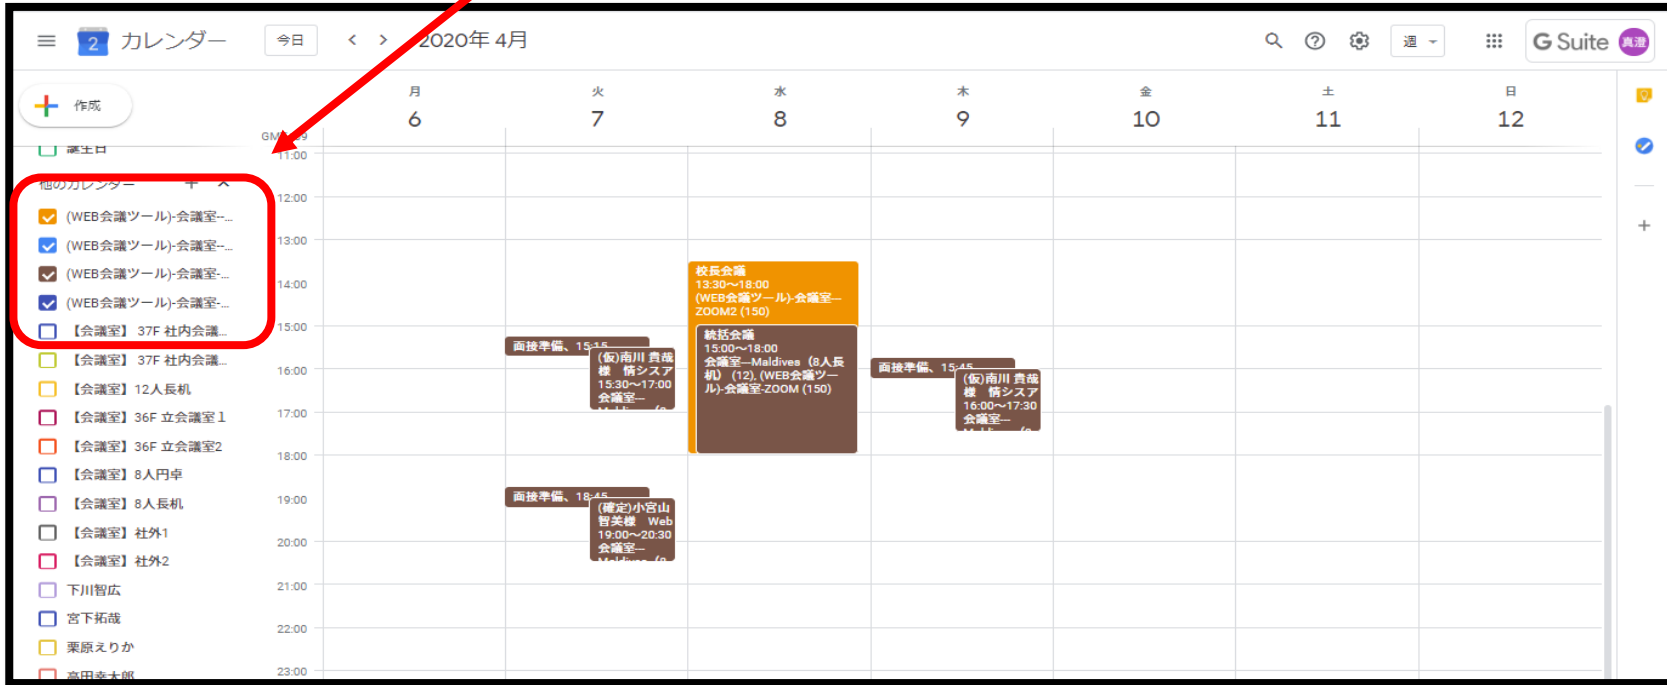 2 カレンダー 今日 2020年 4月 週 G Suite 真澄
作成
月 火 水 木 金 土 日
6 7 8 9 10 11 12
誕生日
他のカレンダー
(WEB会議ツール)-会議室--...
(WEB会議ツール)-会議室--...
(WEB会議ツール)-会議室-...
(WEB会議ツール)-会議室-...
【会議室】 37F 社内会議...
【会議室】 37F 社内会議...
【会議室】12人長机
【会議室】36F 立会議室1
【会議室】36F 立会議室2
【会議室】8人円卓
【会議室】8人長机
【会議室】社外1
【会議室】社外2
下川智広
宮下拓哉
栗原えりか
高田幸太郎
11:00
12:00
13:00
14:00
15:00
16:00
17:00
18:00
19:00
20:00
21:00
22:00
23:00
面接準備、15:15
(仮)南川 貴哉
様 情シスア
15:30～17:00
会議室--
面接準備、18:45
(確定)小宮山
智美様 Web
19:00～20:30
会議室--
校長会議
13:30～18:00
(WEB会議ツール)-会議室--
ZOOM2 (150)
統括会議
15:00～18:00
会議室--Maldives（8人長
机） (12), (WEB会議ツー
ル)-会議室-ZOOM (150)
面接準備、15:45
(仮)南川 貴哉
様 情シスア
16:00～17:30
会議室--